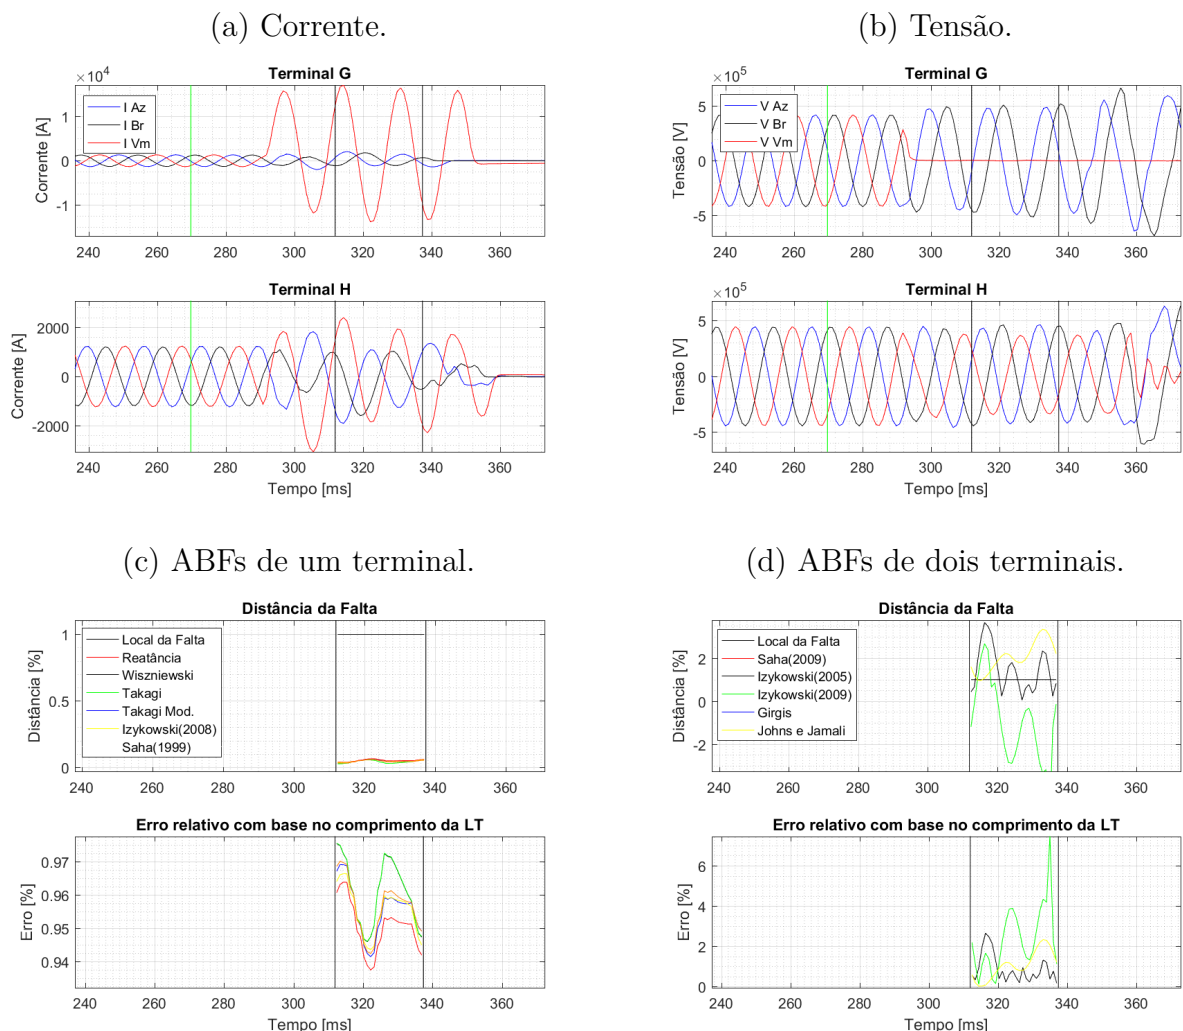 (a) Corrente.
Terminal G
×10^4
I Az
I Br
I Vm
1
0
-1
Corrente [A]
240 260 280 300 320 340 360
Terminal H
2000
0
-2000
Corrente [A]
240 260 280 300 320 340 360
Tempo [ms]
(b) Tensão.
Terminal G
×10^5
V Az
V Br
V Vm
5
0
-5
Tensão [V]
240 260 280 300 320 340 360
Terminal H
×10^5
5
0
-5
Tensão [V]
240 260 280 300 320 340 360
Tempo [ms]
(c) ABFs de um terminal.
Distância da Falta
Local da Falta
Reatância
Wiszniewski
Takagi
Takagi Mod.
Izykowski(2008)
Saha(1999)
1
0.5
0
Distância [%]
240 260 280 300 320 340 360
Erro relativo com base no comprimento da LT
0.97
0.96
0.95
0.94
Erro [%]
240 260 280 300 320 340 360
Tempo [ms]
(d) ABFs de dois terminais.
Distância da Falta
Local da Falta
Saha(2009)
Izykowski(2005)
Izykowski(2009)
Girgis
Johns e Jamali
2
0
-2
Distância [%]
240 260 280 300 320 340 360
Erro relativo com base no comprimento da LT
6
4
2
0
Erro [%]
240 260 280 300 320 340 360
Tempo [ms]